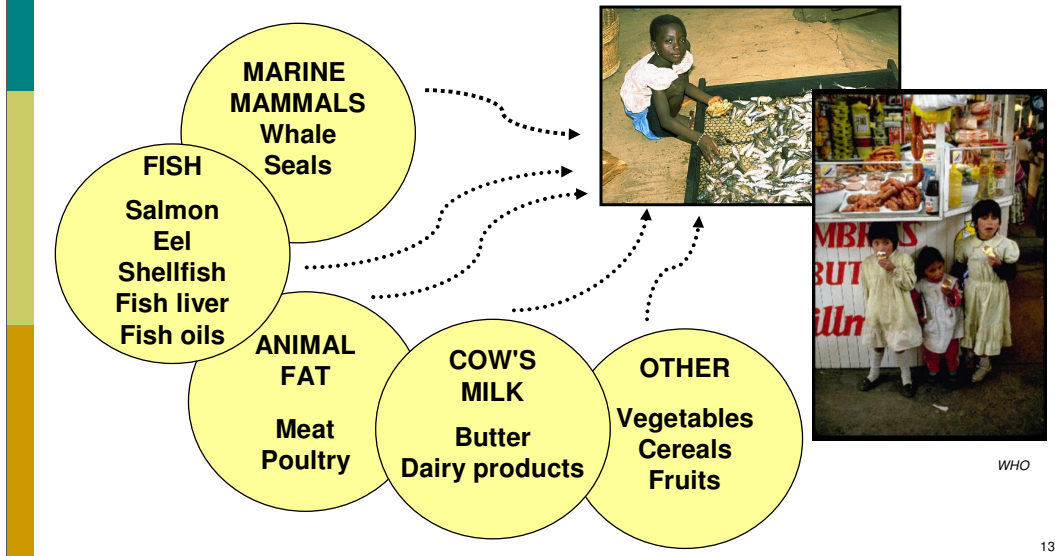 MARINE
MAMMALS
Whale
Seals
FISH
Salmon
Eel
Shellfish
Fish liver
Fish oils
ANIMAL
FAT
Meat
Poultry
COW'S
MILK
Butter
Dairy products
OTHER
Vegetables
Cereals
Fruits
WHO
13